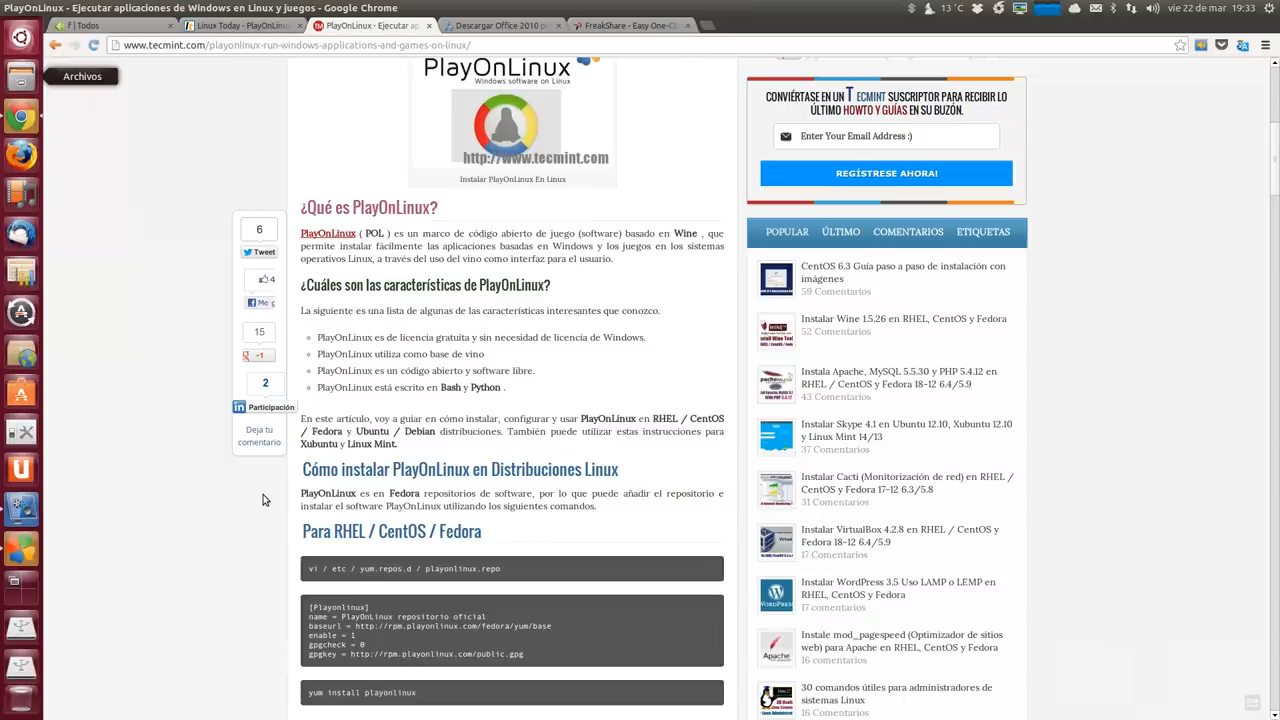 gar de Windows en Ubuntu, Linux y juegos - Google Chrome
13%
13°C
vie 22 de Mar, 19:33
f | Todos
Linux Today - PlayOnLinux
PlayOnLinux - Ejecutar ap
Descargar Office 2010 p
FreakShare - Easy One-Cl
www.tecmint.com/playonlinux-run-windows-applications-and-games-on-linux/
Archivos
PlayOnLinux
Windows software on Linux
http://www.tecmint.com
Instalar PlayOnLinux En Linux
¿Qué es PlayOnLinux?
PlayOnLinux ( POL ) es un marco de código abierto de juego (software) basado en Wine , que
permite instalar fácilmente las aplicaciones basadas en Windows y los juegos en los sistemas
operativos Linux, a través del uso del vino como interfaz para el usuario.
¿Cuáles son las características de PlayOnLinux?
La siguiente es una lista de algunas de las características interesantes que conozco.
PlayOnLinux es de licencia gratuita y sin necesidad de licencia de Windows.
PlayOnLinux utiliza como base de vino
PlayOnLinux es un código abierto y software libre.
PlayOnLinux está escrito en Bash y Python .
En este artículo, voy a guiar en cómo instalar, configurar y usar PlayOnLinux en RHEL / CentOS
/ Fedora y Ubuntu / Debian distribuciones. También puede utilizar estas instrucciones para
Xubuntu y Linux Mint.
Cómo instalar PlayOnLinux en Distribuciones Linux
PlayOnLinux es en Fedora repositorios de software, por lo que puede añadir el repositorio e
instalar el software PlayOnLinux utilizando los siguientes comandos.
Para RHEL / CentOS / Fedora
vi / etc / yum.repos.d / playonlinux.repo
[Playonlinux]
name = PlayOnLinux repositorio oficial
baseurl = http://rpm.playonlinux.com/fedora/yum/base
enable = 1
gpgcheck = 0
gpgkey = http://rpm.playonlinux.com/public.gpg
yum install playonlinux
6
Tweet
4
Me g
15
+1
2
in Participación
Deja tu
comentario
CONVIÉRTASE EN UN TECMINT SUSCRIPTOR PARA RECIBIR LO
ÚLTIMO HOWTO Y GUÍAS EN SU BUZÓN.
Enter Your Email Address :)
REGÍSTRESE AHORA!
POPULAR ÚLTIMO COMENTARIOS ETIQUETAS
CentOS 6.3 Guía paso a paso de instalación con
imágenes
59 Comentarios
Instalar Wine 1.5.26 en RHEL, CentOS y Fedora
52 Comentarios
Instala Apache, MySQL 5.5.30 y PHP 5.4.12 en
RHEL / CentOS y Fedora 18-12 6.4/5.9
43 Comentarios
Instalar Skype 4.1 en Ubuntu 12.10, Xubuntu 12.10
y Linux Mint 14/13
37 Comentarios
Instalar Cacti (Monitorización de red) en RHEL /
CentOS y Fedora 17-12 6.3/5.8
31 Comentarios
Instalar VirtualBox 4.2.8 en RHEL / CentOS y
Fedora 18-12 6.4/5.9
17 Comentarios
Instalar WordPress 3.5 Uso LAMP o LEMP en
RHEL, CentOS y Fedora
17 comentarios
Instale mod_pagespeed (Optimizador de sitios
web) para Apache en RHEL, CentOS y Fedora
16 comentarios
30 comandos útiles para administradores de
sistemas Linux
16 Comentarios